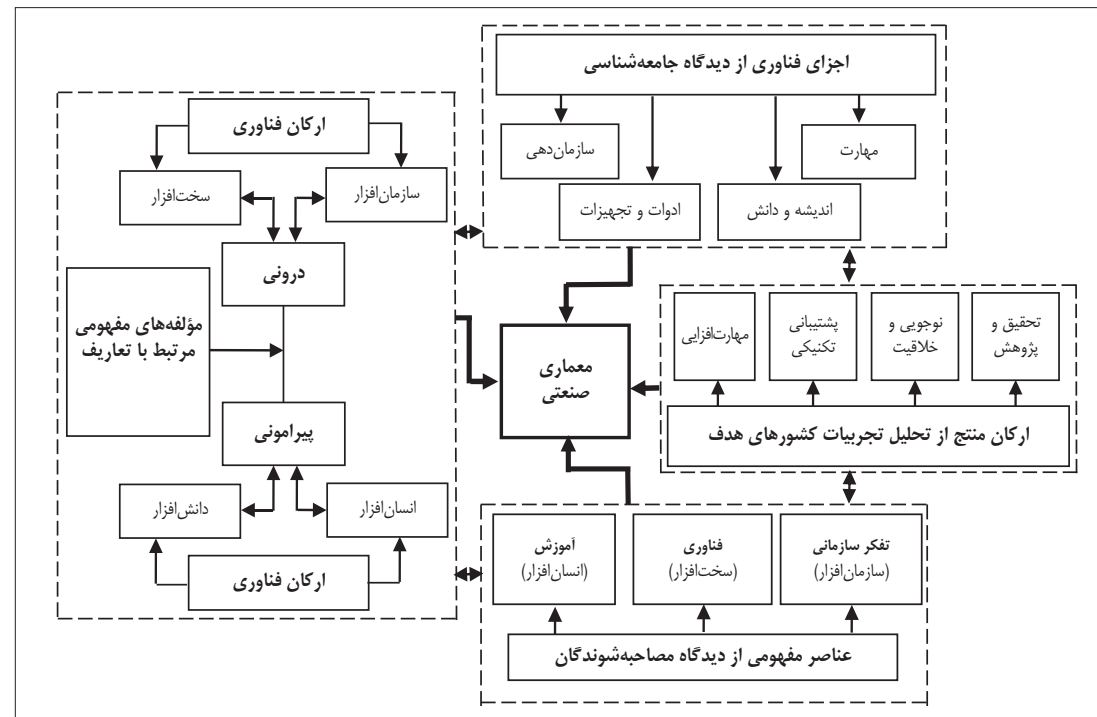 اجزای فناوری از دیدگاه جامعه‌شناسی
مهارت
سازمان‌دهی
اندیشه و دانش
ادوات و تجهیزات
ارکان فناوری
سازمان‌افزار
سخت‌افزار
درونی
مؤلفه‌های مفهومی
مرتبط با تعاریف
پیرامونی
انسان‌افزار
دانش‌افزار
ارکان فناوری
معماری
صنعتی
تحقیق و
پژوهش
نوجویی و
خلاقیت
پشتیبانی
تکنیکی
مهارت‌افزایی
ارکان منتج از تحلیل تجربیات کشورهای هدف
تفکر سازمانی
(سازمان‌افزار)
فناوری
(سخت‌افزار)
آموزش
(انسان‌افزار)
عناصر مفهومی از دیدگاه مصاحبه‌شوندگان